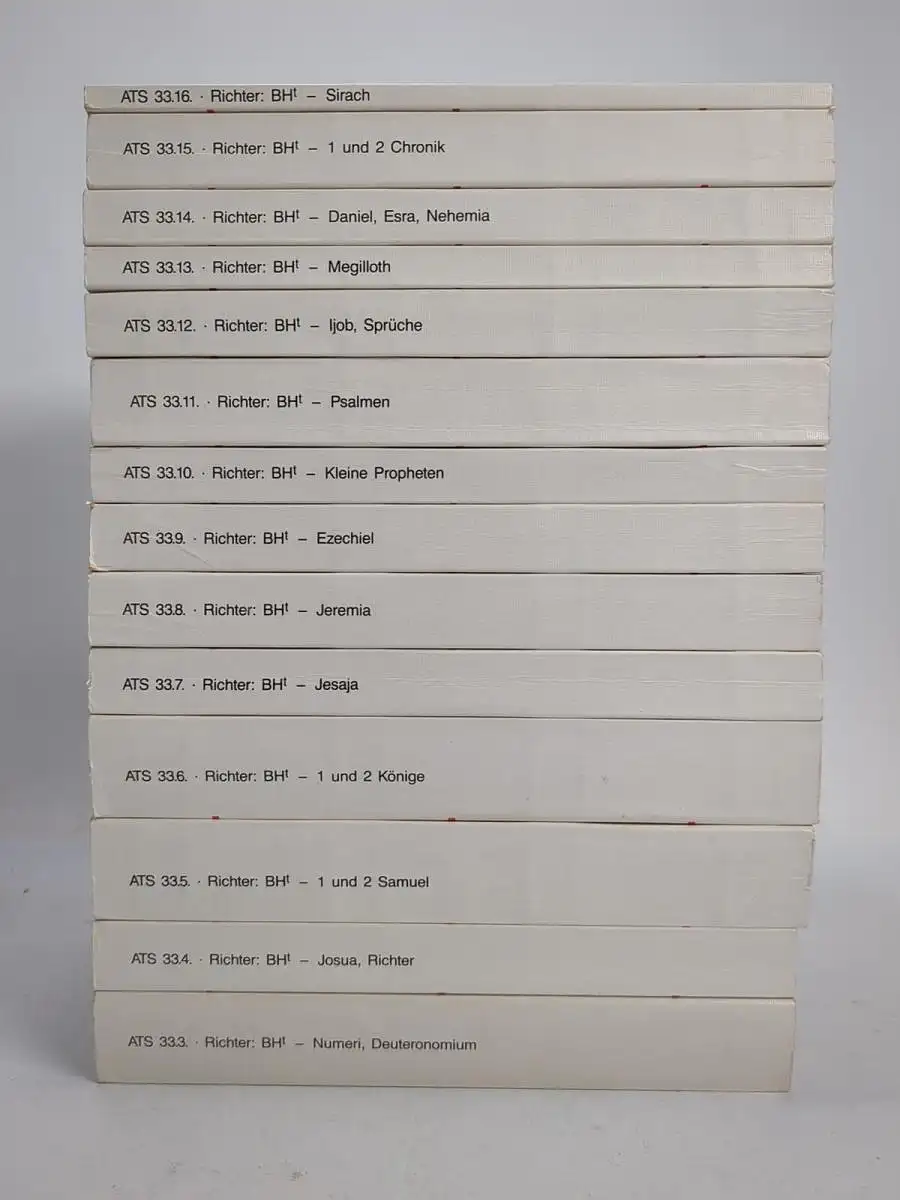 ATS 33.16. · Richter: BHᵗ – Sirach
ATS 33.15. · Richter: BHᵗ – 1 und 2 Chronik
ATS 33.14. · Richter: BHᵗ – Daniel, Esra, Nehemia
ATS 33.13. · Richter: BHᵗ – Megilloth
ATS 33.12. · Richter: BHᵗ – Ijob, Sprüche
ATS 33.11. · Richter: BHᵗ – Psalmen
ATS 33.10. · Richter: BHᵗ – Kleine Propheten
ATS 33.9. · Richter: BHᵗ – Ezechiel
ATS 33.8. · Richter: BHᵗ – Jeremia
ATS 33.7. · Richter: BHᵗ – Jesaja
ATS 33.6. · Richter: BHᵗ – 1 und 2 Könige
ATS 33.5. · Richter: BHᵗ – 1 und 2 Samuel
ATS 33.4. · Richter: BHᵗ – Josua, Richter
ATS 33.3. · Richter: BHᵗ – Numeri, Deuteronomium